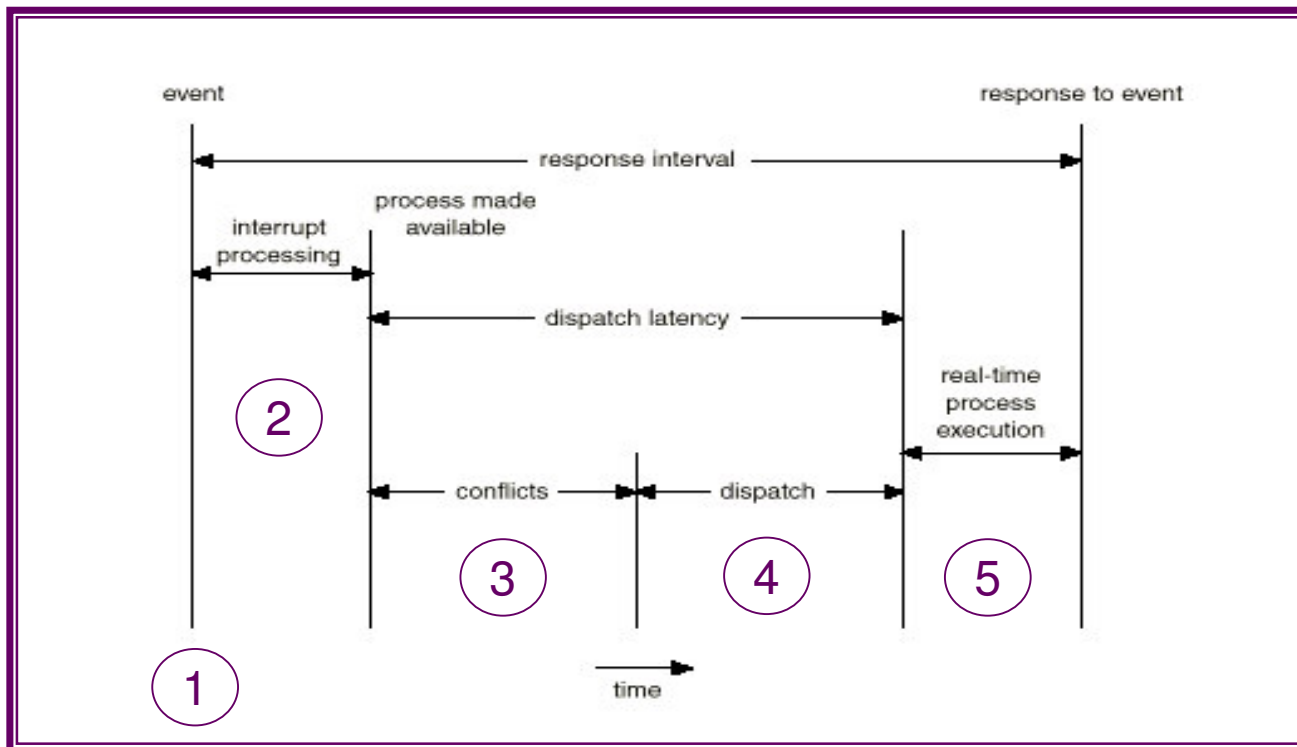 event
response to event
response interval
process made
available
interrupt
processing
dispatch latency
real-time
process
execution
2
conflicts
dispatch
3
4
5
1
time